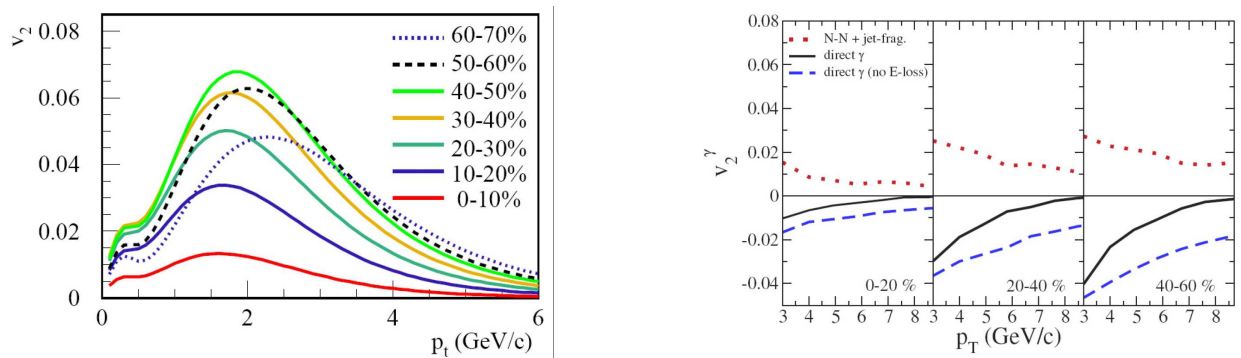 v₂
0.08
0.06
0.04
0.02
0
60-70%
50-60%
40-50%
30-40%
20-30%
10-20%
0-10%
0 2 4 6
pₜ (GeV/c)
0.08
0.06
0.04
0.02
0
-0.02
-0.04
v₂^γ
N-N + jet-frag.
direct γ
direct γ (no E-loss)
0-20 % 20-40 % 40-60 %
3 4 5 6 7 8 3 4 5 6 7 8 3 4 5 6 7 8
p_T (GeV/c)